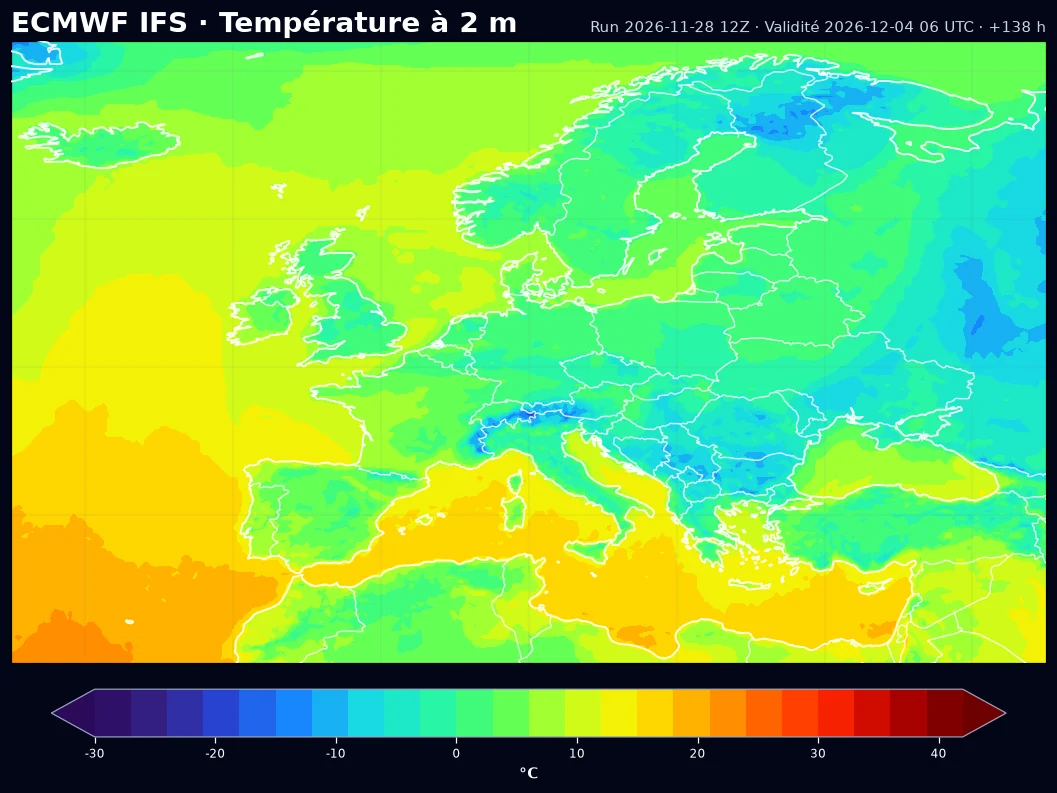 ECMWF IFS · Température à 2 m
Run 2026-11-28 12Z · Validité 2026-12-04 06 UTC · +138 h
-30 -20 -10 0 10 20 30 40
°C